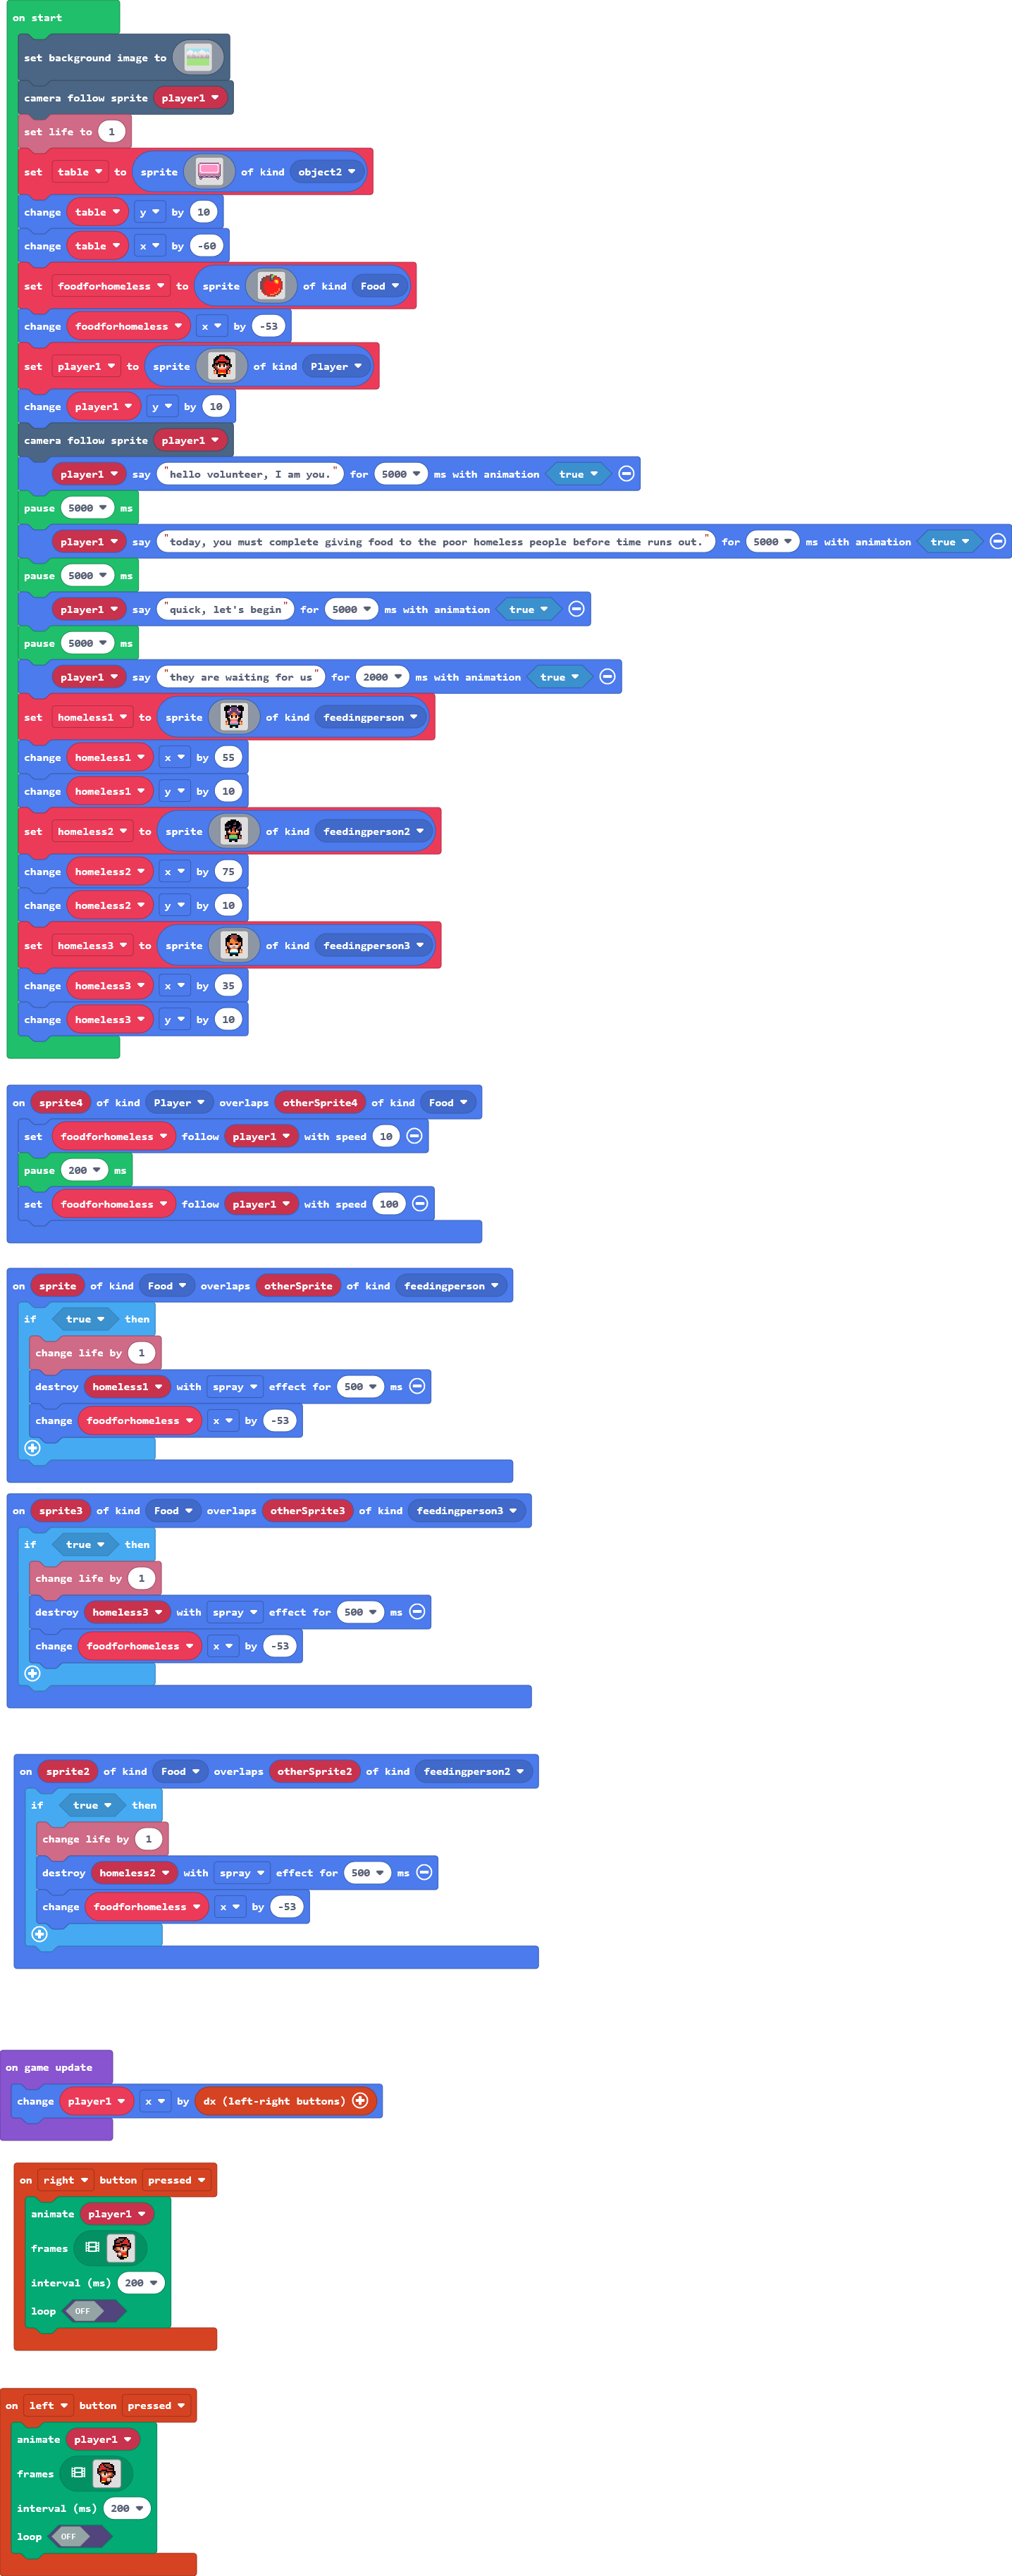 on start
set background image to
camera follow sprite player1
set life to 1
set table to sprite of kind object2
change table y by 10
change table x by -60
set foodforhomeless to sprite of kind Food
change foodforhomeless x by -53
set player1 to sprite of kind Player
change player1 y by 10
camera follow sprite player1
player1 say "hello volunteer, I am you." for 5000 ms with animation true
pause 5000 ms
player1 say "today, you must complete giving food to the poor homeless people before time runs out." for 5000 ms with animation true
pause 5000 ms
player1 say "quick, let's begin" for 5000 ms with animation true
pause 5000 ms
player1 say "they are waiting for us" for 2000 ms with animation true
set homeless1 to sprite of kind feedingperson
change homeless1 x by 55
change homeless1 y by 10
set homeless2 to sprite of kind feedingperson2
change homeless2 x by 75
change homeless2 y by 10
set homeless3 to sprite of kind feedingperson3
change homeless3 x by 35
change homeless3 y by 10
on sprite4 of kind Player overlaps otherSprite4 of kind Food
set foodforhomeless follow player1 with speed 10
pause 200 ms
set foodforhomeless follow player1 with speed 100
on sprite of kind Food overlaps otherSprite of kind feedingperson
if true then
change life by 1
destroy homeless1 with spray effect for 500 ms
change foodforhomeless x by -53
on sprite3 of kind Food overlaps otherSprite3 of kind feedingperson3
if true then
change life by 1
destroy homeless3 with spray effect for 500 ms
change foodforhomeless x by -53
on sprite2 of kind Food overlaps otherSprite2 of kind feedingperson2
if true then
change life by 1
destroy homeless2 with spray effect for 500 ms
change foodforhomeless x by -53
on game update
change player1 x by dx (left-right buttons)
on right button pressed
animate player1
frames
interval (ms) 200
loop OFF
on left button pressed
animate player1
frames
interval (ms) 200
loop OFF